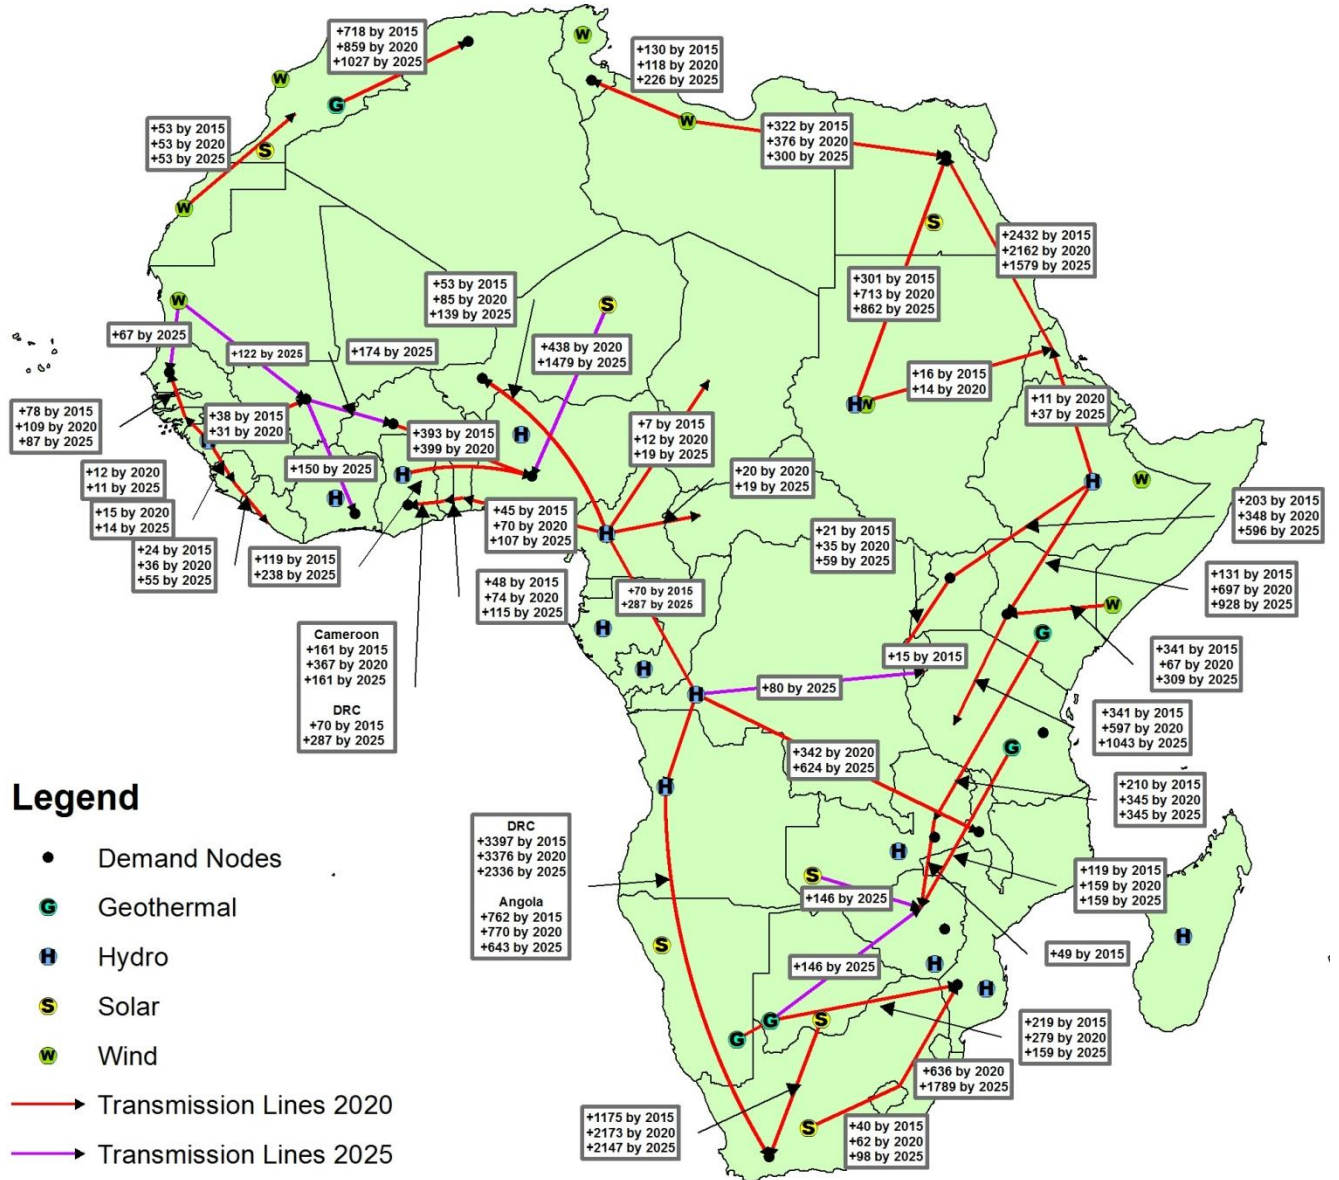 +718 by 2015
+859 by 2020
+1027 by 2025
W
W
+130 by 2015
+118 by 2020
+226 by 2025
G
W
+53 by 2015
+53 by 2020
+53 by 2025
S
+322 by 2015
+376 by 2020
+300 by 2025
W
S
+2432 by 2015
+2162 by 2020
+1579 by 2025
+301 by 2015
+713 by 2020
+862 by 2025
+53 by 2015
+85 by 2020
+139 by 2025
W
S
+67 by 2025
+122 by 2025
+174 by 2025
+438 by 2020
+1479 by 2025
+16 by 2015
+14 by 2020
H W
+11 by 2020
+37 by 2025
+78 by 2015
+109 by 2020
+87 by 2025
+38 by 2015
+31 by 2020
H
+393 by 2015
+399 by 2020
H
+7 by 2015
+12 by 2020
+19 by 2025
+12 by 2020
+11 by 2025
+150 by 2025
H
H
+20 by 2020
+19 by 2025
H
W
+15 by 2020
+14 by 2025
+203 by 2015
+348 by 2020
+596 by 2025
+45 by 2015
+70 by 2020
+107 by 2025
H
+21 by 2015
+35 by 2020
+59 by 2025
+24 by 2015
+36 by 2020
+55 by 2025
+119 by 2015
+238 by 2025
+48 by 2015
+74 by 2020
+115 by 2025
+70 by 2015
+287 by 2025
+131 by 2015
+697 by 2020
+928 by 2025
W
H
G
Cameroon
+161 by 2015
+367 by 2020
+161 by 2025
DRC
+70 by 2015
+287 by 2025
H
+15 by 2015
+341 by 2015
+67 by 2020
+309 by 2025
H
+80 by 2025
+341 by 2015
+597 by 2020
+1043 by 2025
G
+342 by 2020
+624 by 2025
H
+210 by 2015
+345 by 2020
+345 by 2025
DRC
+3397 by 2015
+3376 by 2020
+2336 by 2025
Angola
+762 by 2015
+770 by 2020
+643 by 2025
H
S
+146 by 2025
+119 by 2015
+159 by 2020
+159 by 2025
S
+146 by 2025
+49 by 2015
H
H
H
G
G
S
+219 by 2015
+279 by 2020
+159 by 2025
+636 by 2020
+1789 by 2025
+1175 by 2015
+2173 by 2020
+2147 by 2025
S
+40 by 2015
+62 by 2020
+98 by 2025
Legend
Demand Nodes
G Geothermal
H Hydro
S Solar
W Wind
Transmission Lines 2020
Transmission Lines 2025